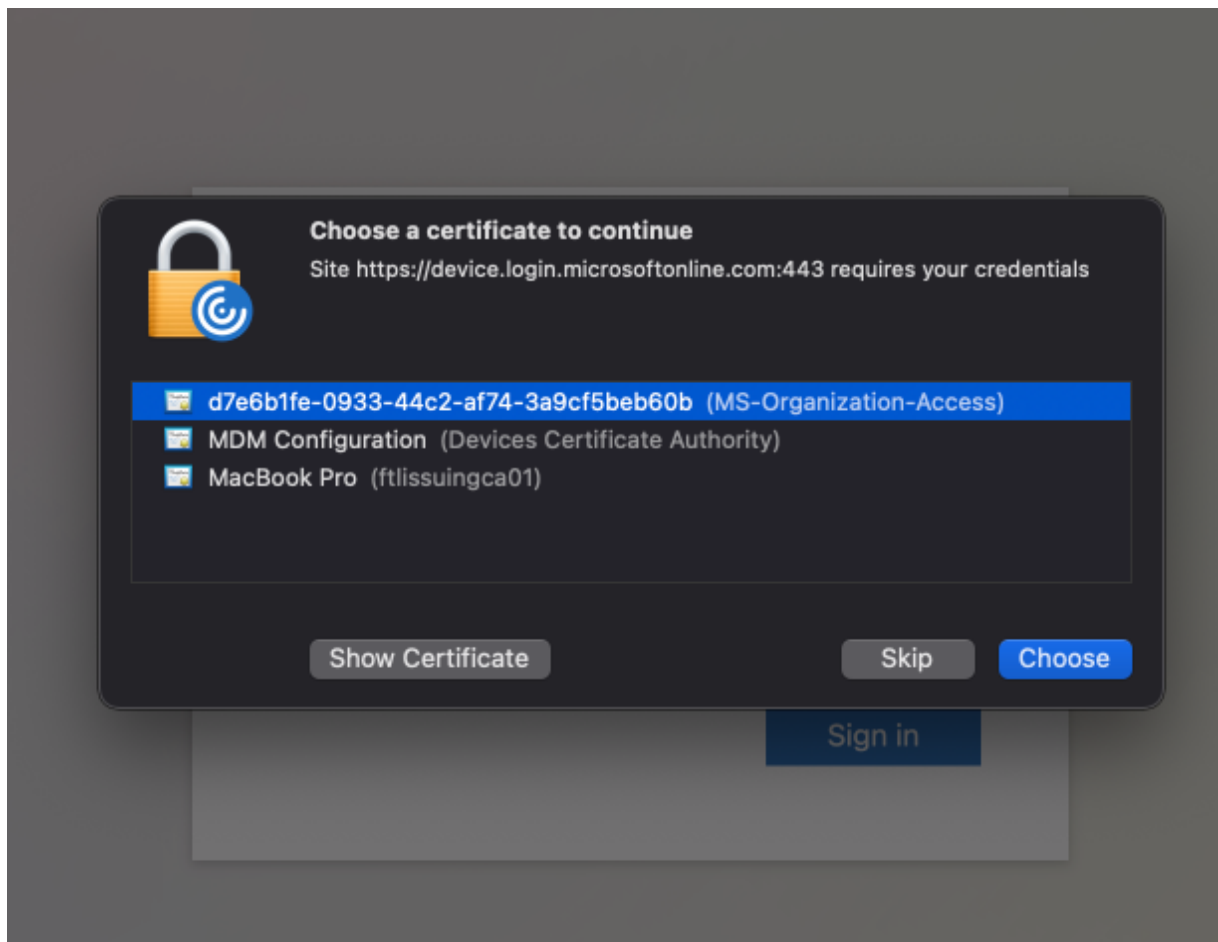 Choose a certificate to continue
Site https://device.login.microsoftonline.com:443 requires your credentials
d7e6b1fe-0933-44c2-af74-3a9cf5beb60b (MS-Organization-Access)
MDM Configuration (Devices Certificate Authority)
MacBook Pro (ftlissuingca01)
Show Certificate Skip Choose
Sign in